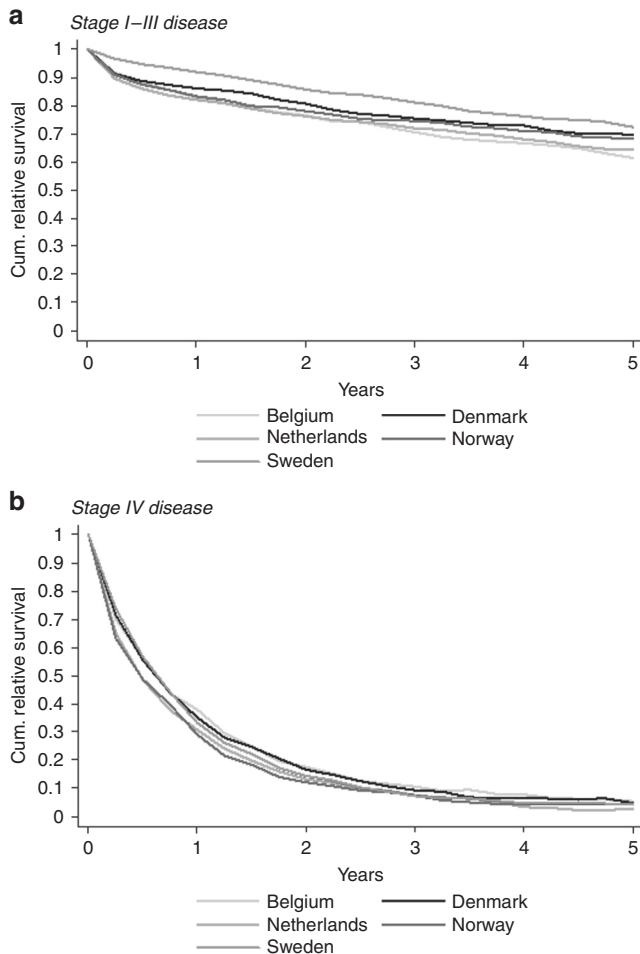 a
Stage I–III disease
1
0.9
0.8
0.7
0.6
0.5
0.4
0.3
0.2
0.1
0
Cum. relative survival
0 1 2 3 4 5
Years
Belgium Denmark
Netherlands Norway
Sweden
b
Stage IV disease
1
0.9
0.8
0.7
0.6
0.5
0.4
0.3
0.2
0.1
0
Cum. relative survival
0 1 2 3 4 5
Years
Belgium Denmark
Netherlands Norway
Sweden